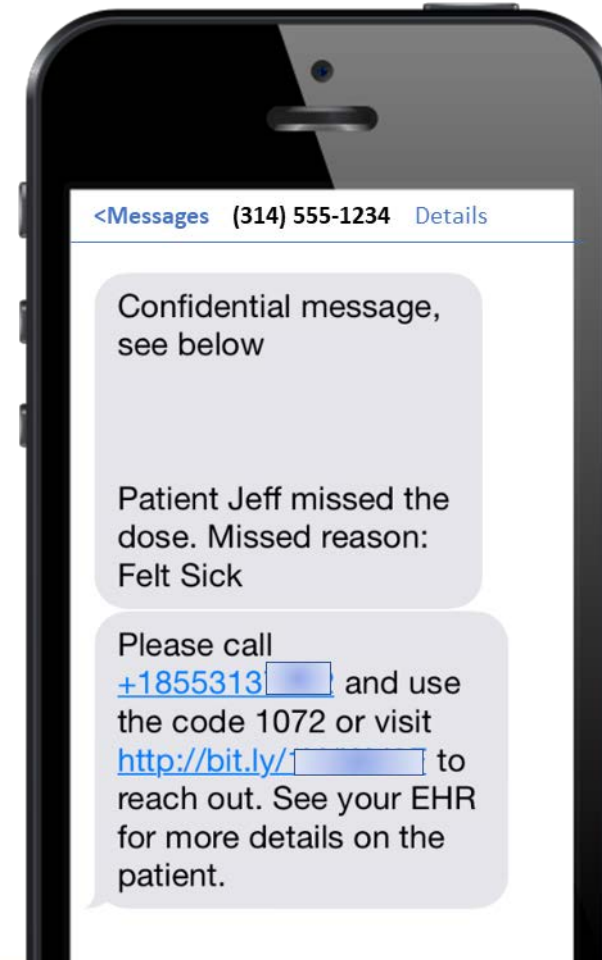 <Messages (314) 555-1234 Details
Confidential message,
see below
Patient Jeff missed the
dose. Missed reason:
Felt Sick
Please call
+1855313 and use
the code 1072 or visit
http://bit.ly/ to
reach out. See your EHR
for more details on the
patient.